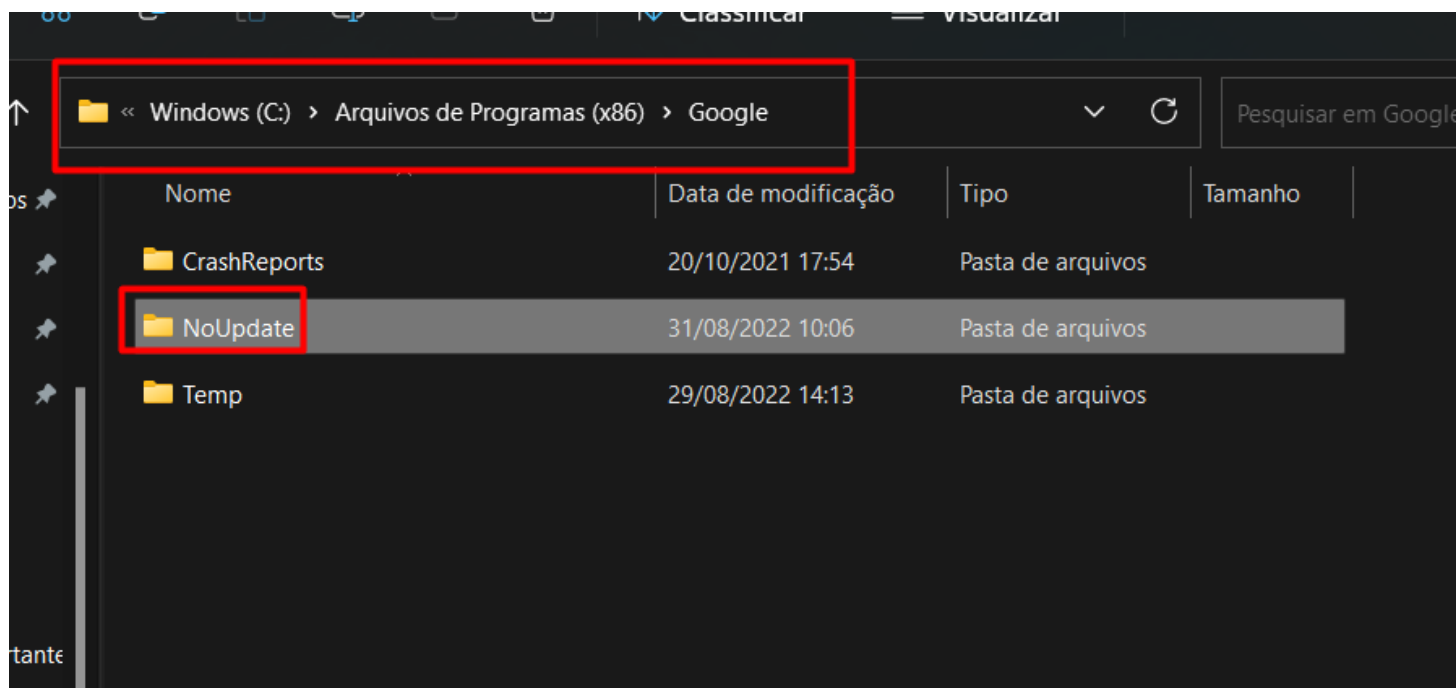 Classificar Visualizar
« Windows (C:) > Arquivos de Programas (x86) > Google Pesquisar em Google
os Nome Data de modificação Tipo Tamanho
CrashReports 20/10/2021 17:54 Pasta de arquivos
NoUpdate 31/08/2022 10:06 Pasta de arquivos
Temp 29/08/2022 14:13 Pasta de arquivos
rtante